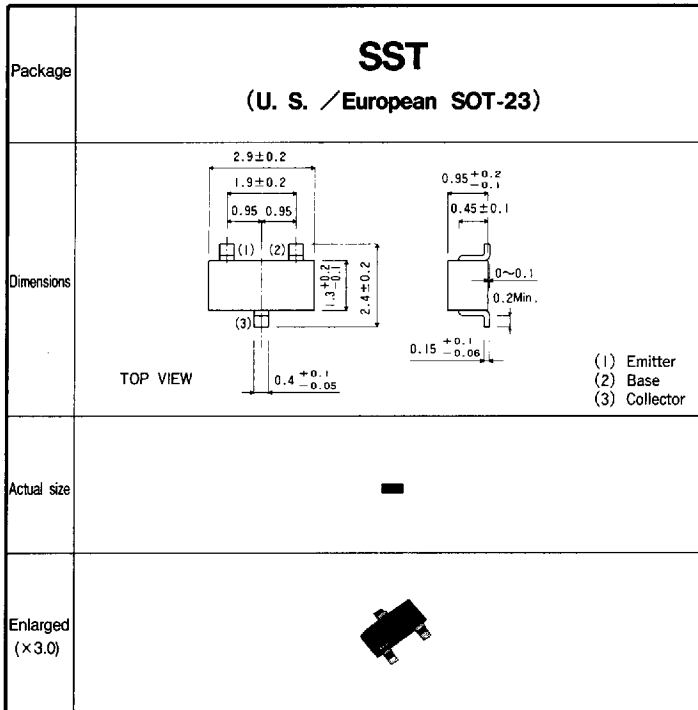 Package
SST
(U. S. ／European SOT-23)
Dimensions
2.9±0.2
1.9±0.2
0.95 0.95
(1) (2)
(3)
1.3 +0.2 -0.1
2.4±0.2
0.4 +0.1 -0.05
TOP VIEW
0.95 +0.2 -0.1
0.45±0.1
0～0.1
0.2Min.
0.15 +0.1 -0.06
(1) Emitter
(2) Base
(3) Collector
Actual size
Enlarged
(×3.0)